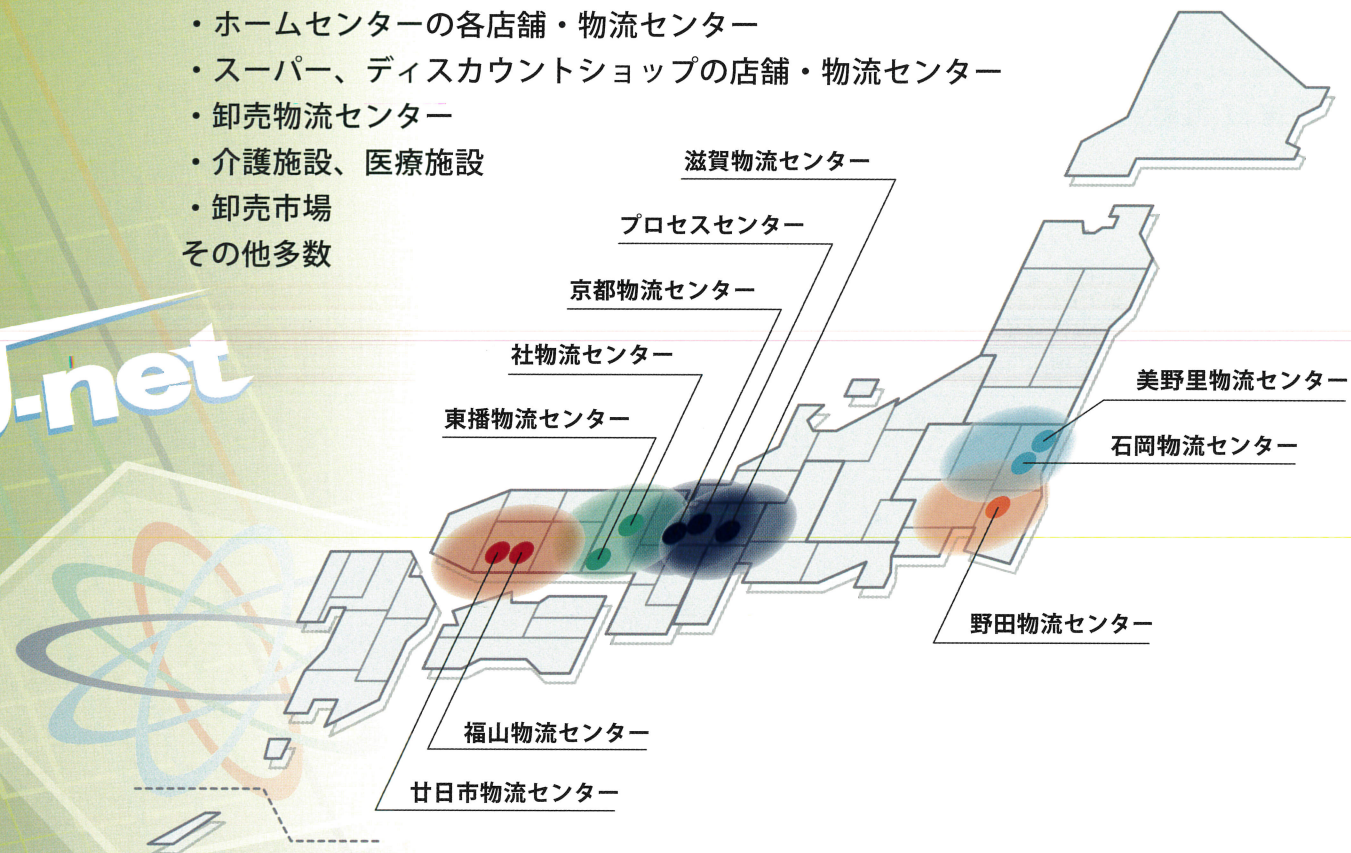 ・ホームセンターの各店舗・物流センター
・スーパー、ディスカウントショップの店舗・物流センター
・卸売物流センター
・介護施設、医療施設
・卸売市場
その他多数
滋賀物流センター
プロセスセンター
京都物流センター
社物流センター
東播物流センター
美野里物流センター
石岡物流センター
野田物流センター
福山物流センター
廿日市物流センター
-net